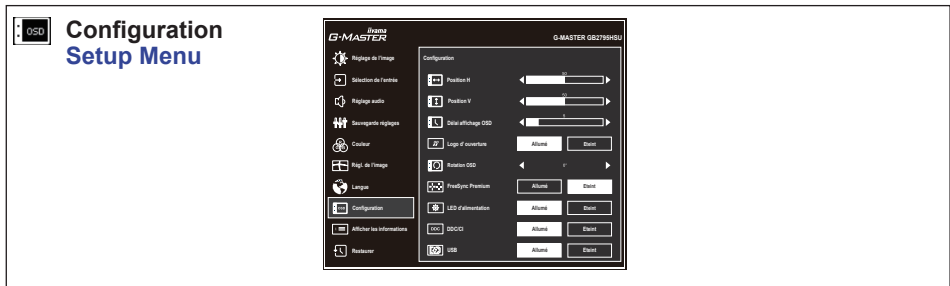 OSD
Configuration
Setup Menu
iiyama
G-MASTER
G-MASTER GB2795HSU
Réglage de l'image
Sélection de l'entrée
Réglage audio
Sauvegarde réglages
Couleur
Régl. de l'image
Langue
OSD Configuration
Afficher les informations
Restaurer
Configuration
Position H 50
Position V 50
Délai affichage OSD
Logo d' ouverture Allumé Eteint
Rotation OSD 0°
FreeSync Premium Allumé Eteint
LED d'alimentation Allumé Eteint
DDC DDC/CI Allumé Eteint
USB Allumé Eteint